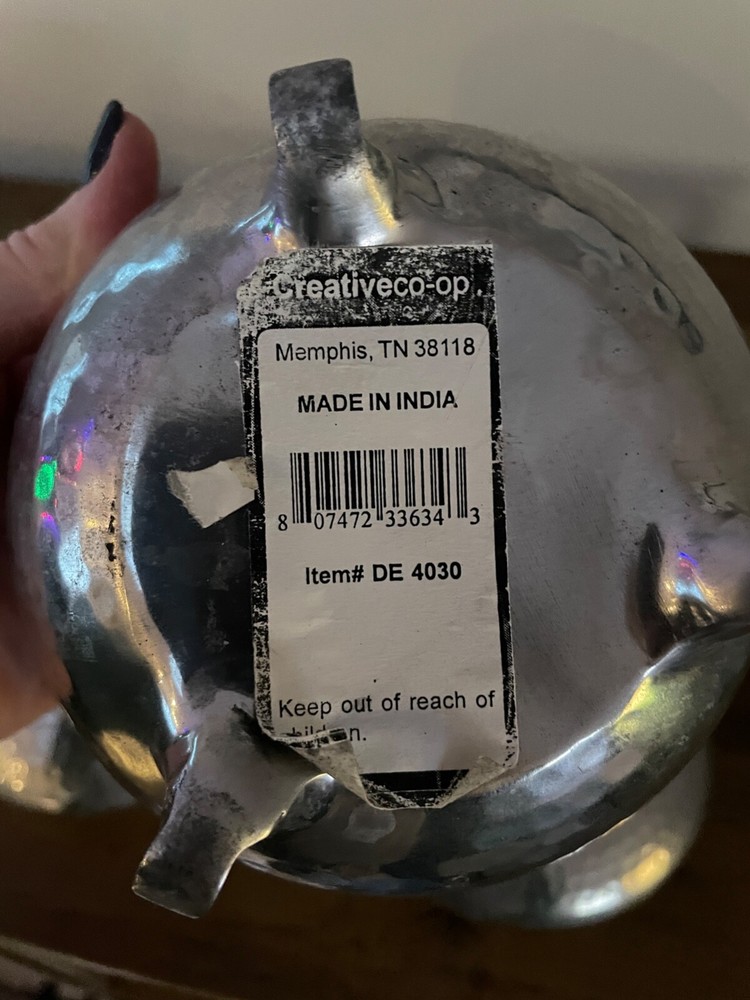 Creativeco-op.
Memphis, TN 38118
MADE IN INDIA
8 07472 33634 3
Item# DE 4030
Keep out of reach of
children.